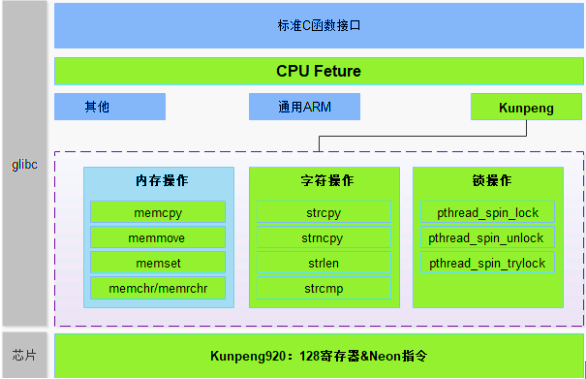 标准C函数接口
CPU Feture
其他
通用ARM
Kunpeng
glibc
内存操作
memcpy
memmove
memset
memchr/memrchr
字符操作
strcpy
strncpy
strlen
strcmp
锁操作
pthread_spin_lock
pthread_spin_unlock
pthread_spin_trylock
芯片
Kunpeng920：128寄存器&Neon指令